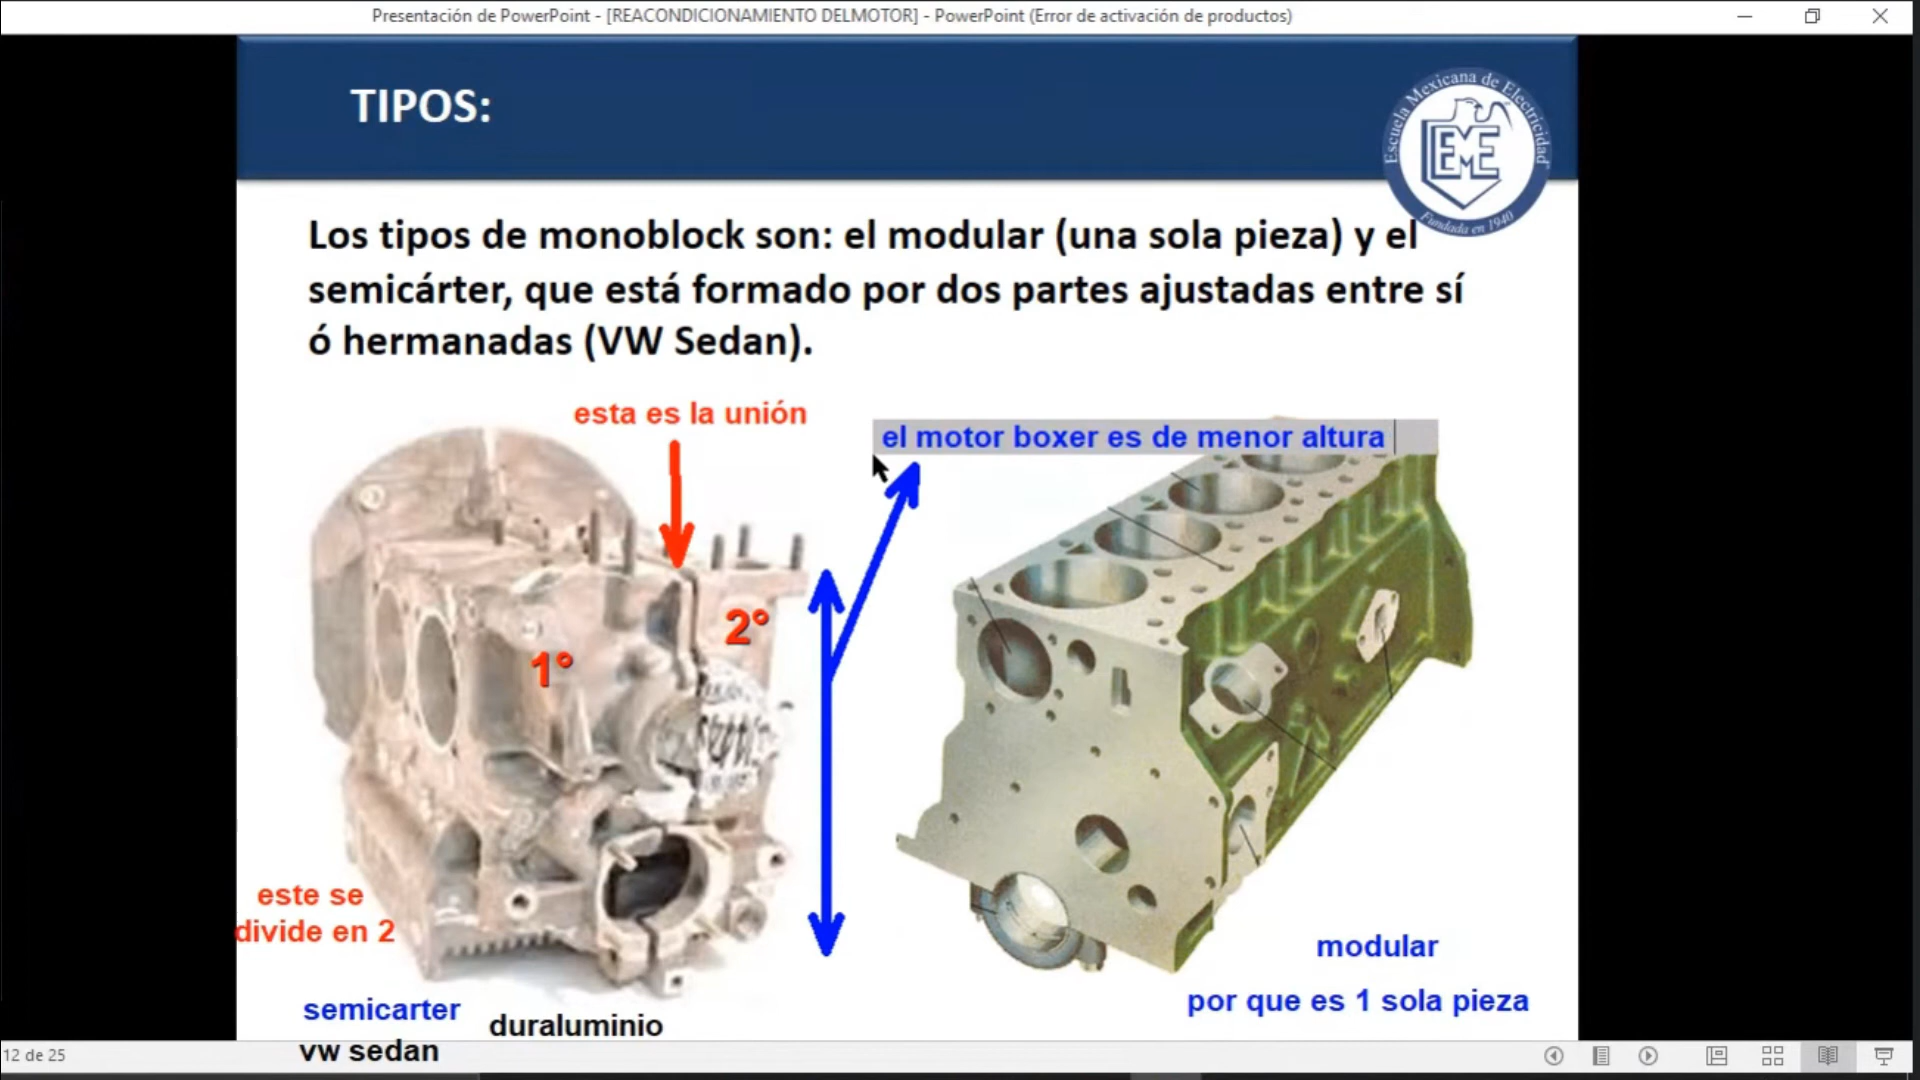 Presentación de PowerPoint - [REACONDICIONAMIENTO DELMOTOR] - PowerPoint (Error de activación de productos)
TIPOS:
Escuela Mexicana de Electricidad
EME
Fundada en 1940
Los tipos de monoblock son: el modular (una sola pieza) y el
semicárter, que está formado por dos partes ajustadas entre sí
ó hermanadas (VW Sedan).
esta es la unión
el motor boxer es de menor altura
1°
2°
este se
divide en 2
semicarter
vw sedan
duraluminio
modular
por que es 1 sola pieza
12 de 25